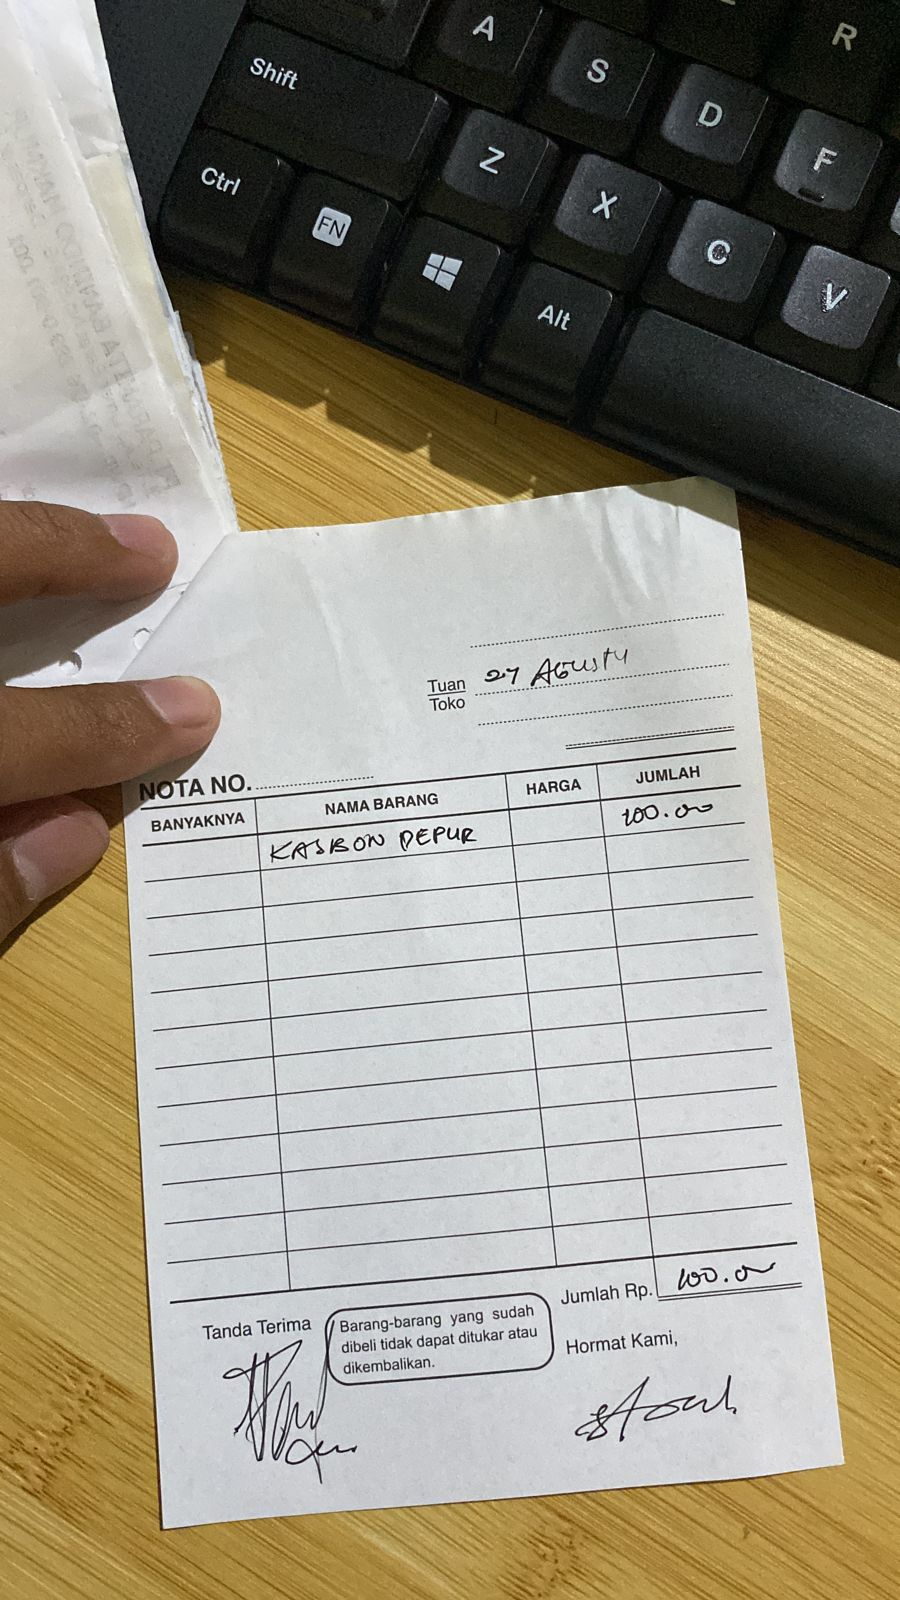 A
R
Shift
S
D
Z
F
Ctrl
X
FN
C
V
Alt
Tuan
Toko
27 AGUSTU
NOTA NO.
BANYAKNYA NAMA BARANG HARGA JUMLAH
KASBON DEPUR 100.00
Jumlah Rp. 100.00
Tanda Terima
Barang-barang yang sudah
dibeli tidak dapat ditukar atau
dikembalikan.
Hormat Kami,